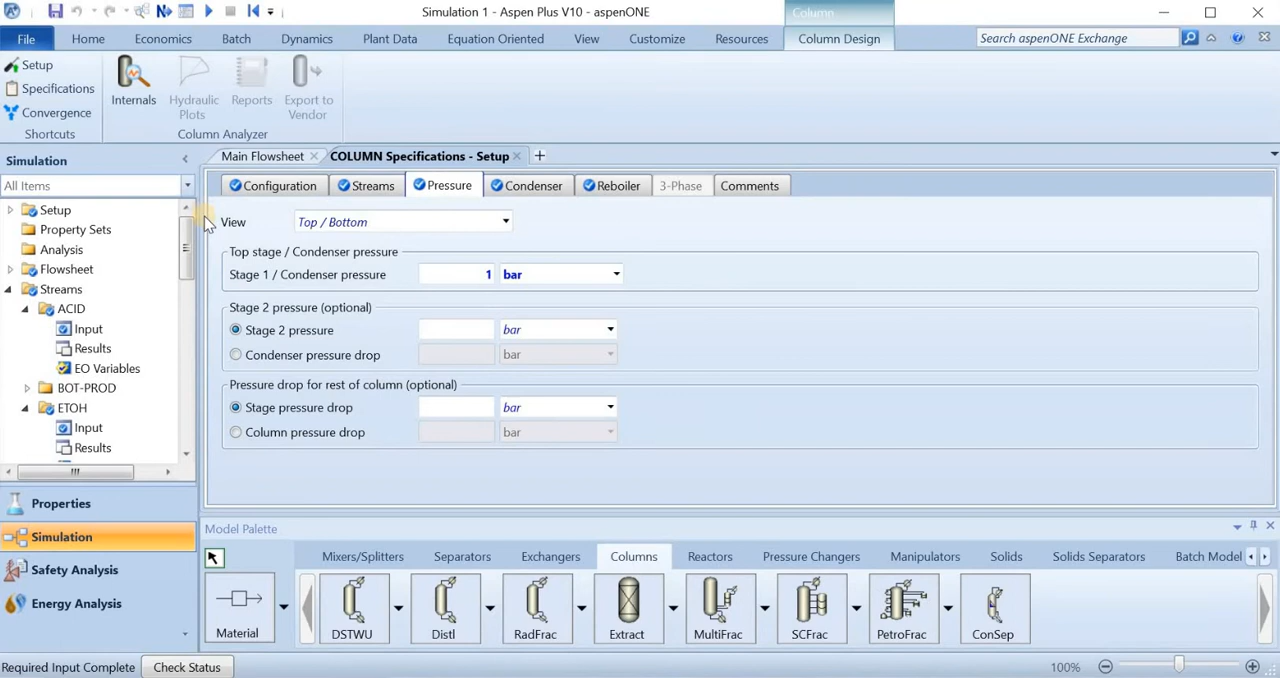 Simulation 1 - Aspen Plus V10 - aspenONE
Column
File Home Economics Batch Dynamics Plant Data Equation Oriented View Customize Resources Column Design Search aspenONE Exchange
Setup
Specifications
Convergence
Shortcuts
Internals
Hydraulic Plots
Reports
Export to Vendor
Column Analyzer
Simulation
Main Flowsheet
COLUMN Specifications - Setup
All Items
Setup
Property Sets
Analysis
Flowsheet
Streams
ACID
Input
Results
EO Variables
BOT-PROD
ETOH
Input
Results
Properties
Simulation
Safety Analysis
Energy Analysis
Configuration Streams Pressure Condenser Reboiler 3-Phase Comments
View Top / Bottom
Top stage / Condenser pressure
Stage 1 / Condenser pressure 1 bar
Stage 2 pressure (optional)
Stage 2 pressure bar
Condenser pressure drop bar
Pressure drop for rest of column (optional)
Stage pressure drop bar
Column pressure drop bar
Model Palette
Mixers/Splitters Separators Exchangers Columns Reactors Pressure Changers Manipulators Solids Solids Separators Batch Model
Material DSTWU Distl RadFrac Extract MultiFrac SCFrac PetroFrac ConSep
Required Input Complete Check Status 100%